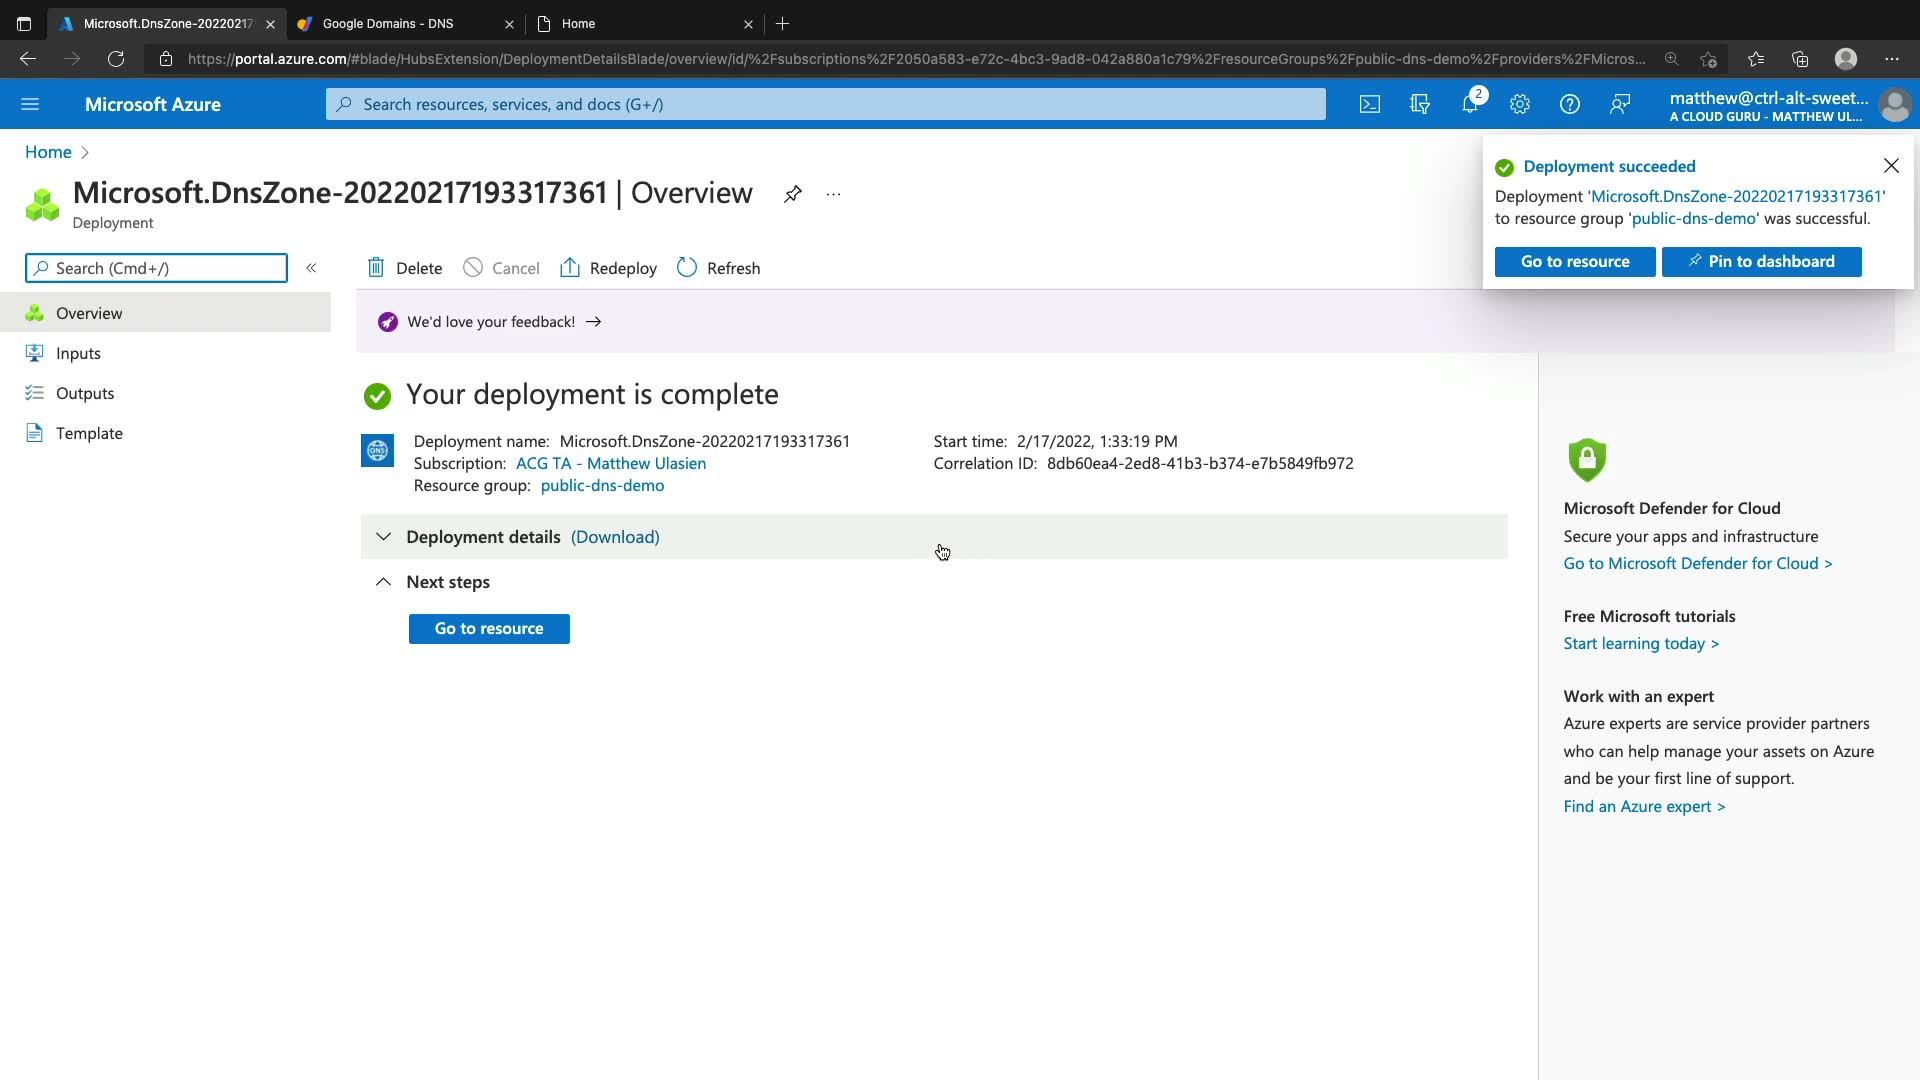 Microsoft.DnsZone-20220217
Google Domains - DNS
Home
https://portal.azure.com/#blade/HubsExtension/DeploymentDetailsBlade/overview/id/%2Fsubscriptions%2F2050a583-e72c-4bc3-9ad8-042a880a1c79%2FresourceGroups%2Fpublic-dns-demo%2Fproviders%2FMicros...
Microsoft Azure
Search resources, services, and docs (G+/)
2
matthew@ctrl-alt-sweet...
A CLOUD GURU - MATTHEW UL...
Home >
Microsoft.DnsZone-20220217193317361 | Overview
...
Deployment
Deployment succeeded
Deployment 'Microsoft.DnsZone-20220217193317361'
to resource group 'public-dns-demo' was successful.
Go to resource
Pin to dashboard
Search (Cmd+/)
«
Delete
Cancel
Redeploy
Refresh
Overview
Inputs
Outputs
Template
We'd love your feedback! →
Your deployment is complete
DNS
Deployment name: Microsoft.DnsZone-20220217193317361
Subscription: ACG TA - Matthew Ulasien
Resource group: public-dns-demo
Start time: 2/17/2022, 1:33:19 PM
Correlation ID: 8db60ea4-2ed8-41b3-b374-e7b5849fb972
Deployment details (Download)
Next steps
Go to resource
Microsoft Defender for Cloud
Secure your apps and infrastructure
Go to Microsoft Defender for Cloud >
Free Microsoft tutorials
Start learning today >
Work with an expert
Azure experts are service provider partners
who can help manage your assets on Azure
and be your first line of support.
Find an Azure expert >